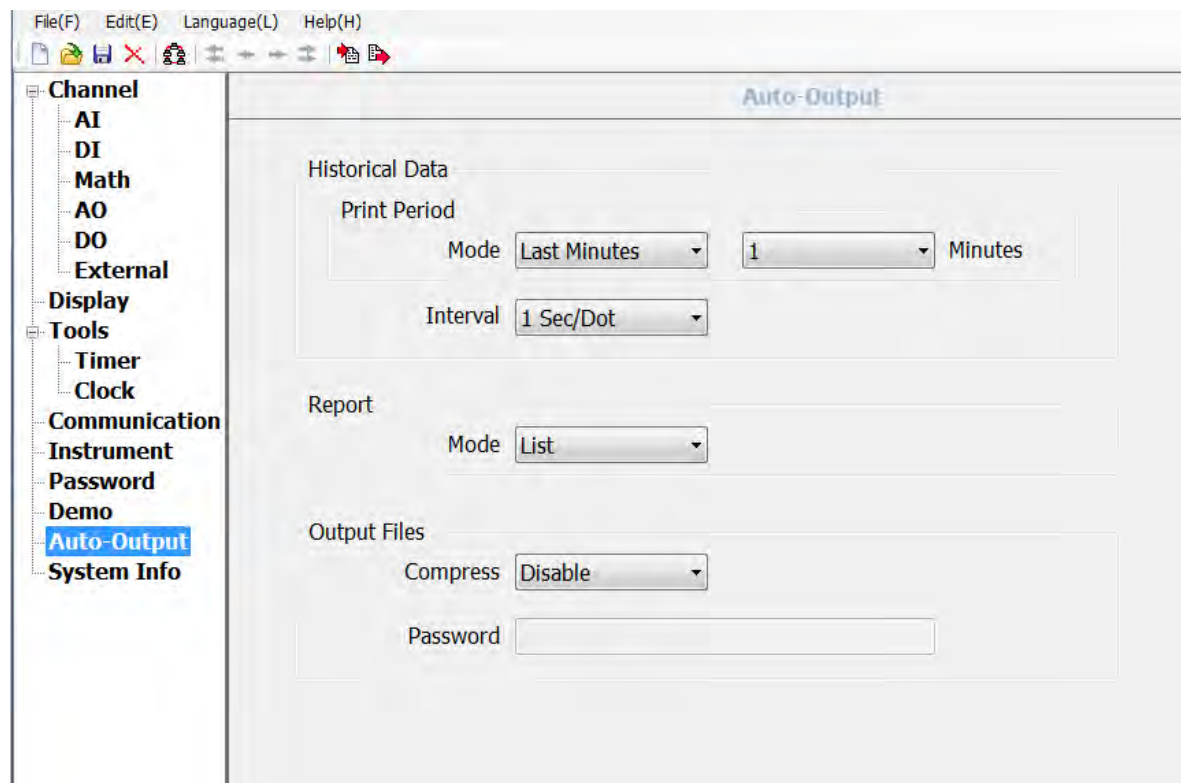 File(F) Edit(E) Language(L) Help(H)
Channel
AI
DI
Math
AO
DO
External
Display
Tools
Timer
Clock
Communication
Instrument
Password
Demo
Auto-Output
System Info
Auto-Output
Historical Data
Print Period
Mode Last Minutes 1 Minutes
Interval 1 Sec/Dot
Report
Mode List
Output Files
Compress Disable
Password